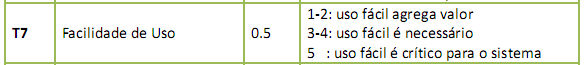 1-2: uso fácil agrega valor
T7 Facilidade de Uso 0.5 3-4: uso fácil é necessário
5 : uso fácil é crítico para o sistema